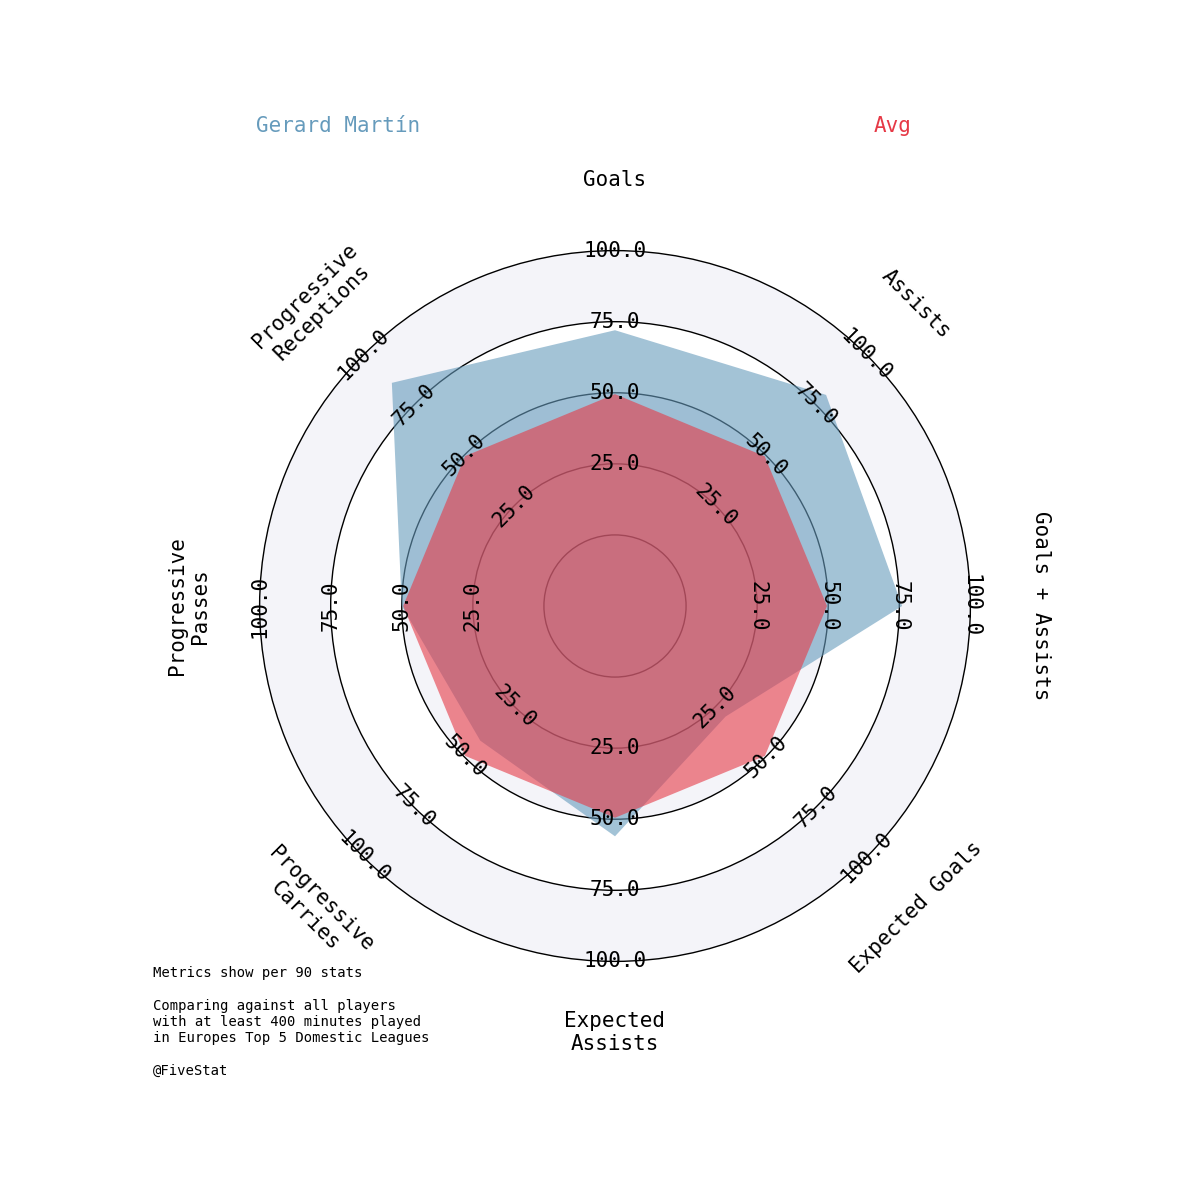 Gerard Martín
Avg
Goals
Assists
Goals + Assists
Expected Goals
Expected
Assists
Progressive
Carries
Progressive
Passes
Progressive
Receptions
25.0
50.0
75.0
100.0
25.0
50.0
75.0
100.0
25.0
50.0
75.0
100.0
25.0
50.0
75.0
100.0
25.0
50.0
75.0
100.0
25.0
50.0
75.0
100.0
25.0
50.0
75.0
100.0
25.0
50.0
75.0
100.0
Metrics show per 90 stats
Comparing against all players
with at least 400 minutes played
in Europes Top 5 Domestic Leagues
@FiveStat